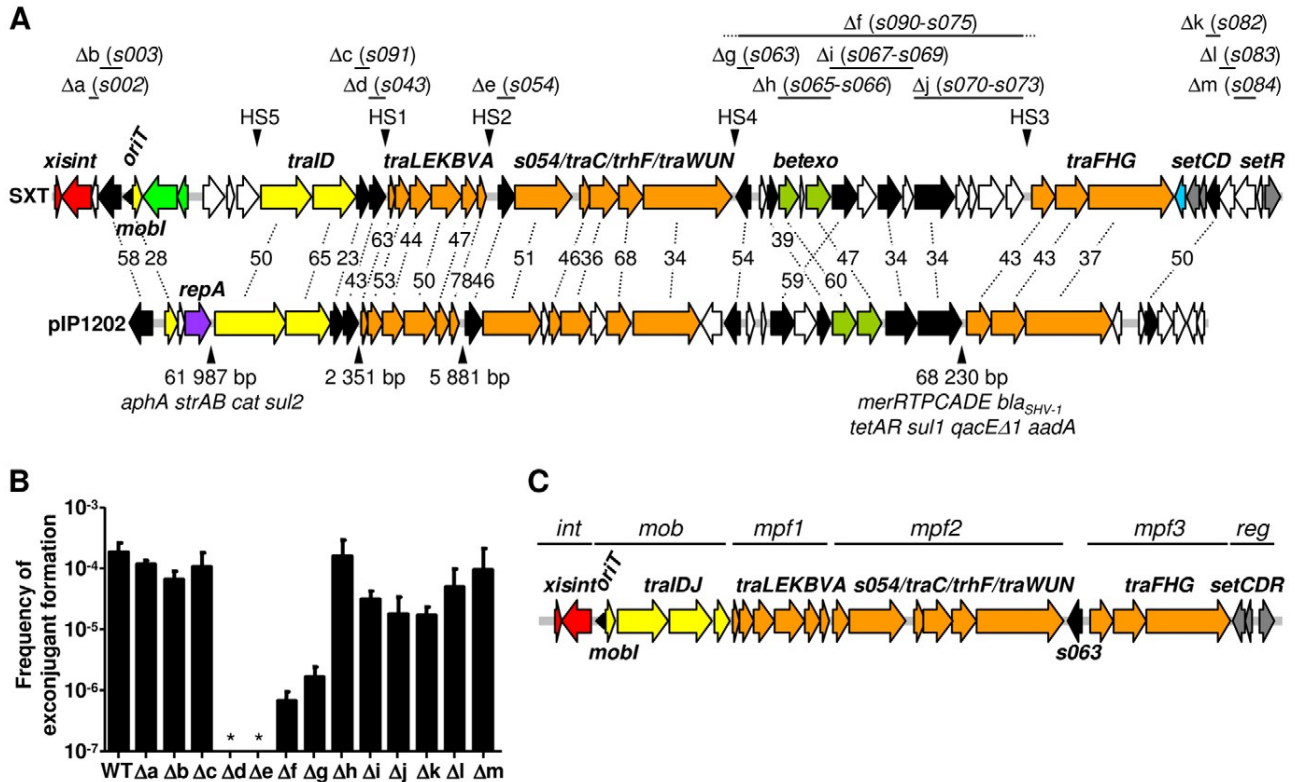 A
Δf (s090-s075)
Δk (s082)
Δb (s003)
Δc (s091)
Δg (s063)
Δi (s067-s069)
Δl (s083)
Δa (s002)
Δd (s043)
Δe (s054)
Δh (s065-s066)
Δj (s070-s073)
Δm (s084)
HS5
HS1
HS2
HS4
HS3
xisint
oriT
traID
traLEKBVA
s054/traC/trhF/traWUN
betexo
traFHG
setCD
setR
SXT
mobI
58 28 50 65 23 43 63 53 44 50 47 78 46 51 46 36 68 34 54 39 59 60 47 34 34 43 43 37 50
repA
pIP1202
61 987 bp
2 351 bp
5 881 bp
68 230 bp
aphA strAB cat sul2
merRTPCADE blaSHV-1
tetAR sul1 qacEΔ1 aadA
B
Frequency of
exconjugant formation
10-3
10-4
10-5
10-6
10-7
* *
WT Δa Δb Δc Δd Δe Δf Δg Δh Δi Δj Δk Δl Δm
C
int mob mpf1 mpf2 mpf3 reg
xisint oriT traIDJ traLEKBVA s054/traC/trhF/traWUN traFHG setCDR
mobI s063